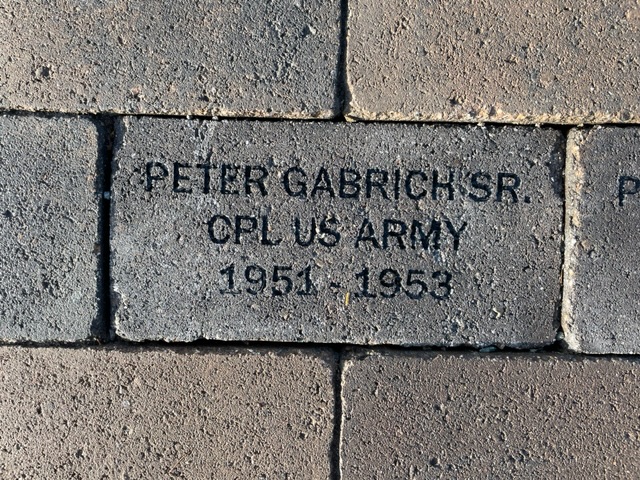 PETER GABRICH SR.
CPL US ARMY
1951 - 1953
P